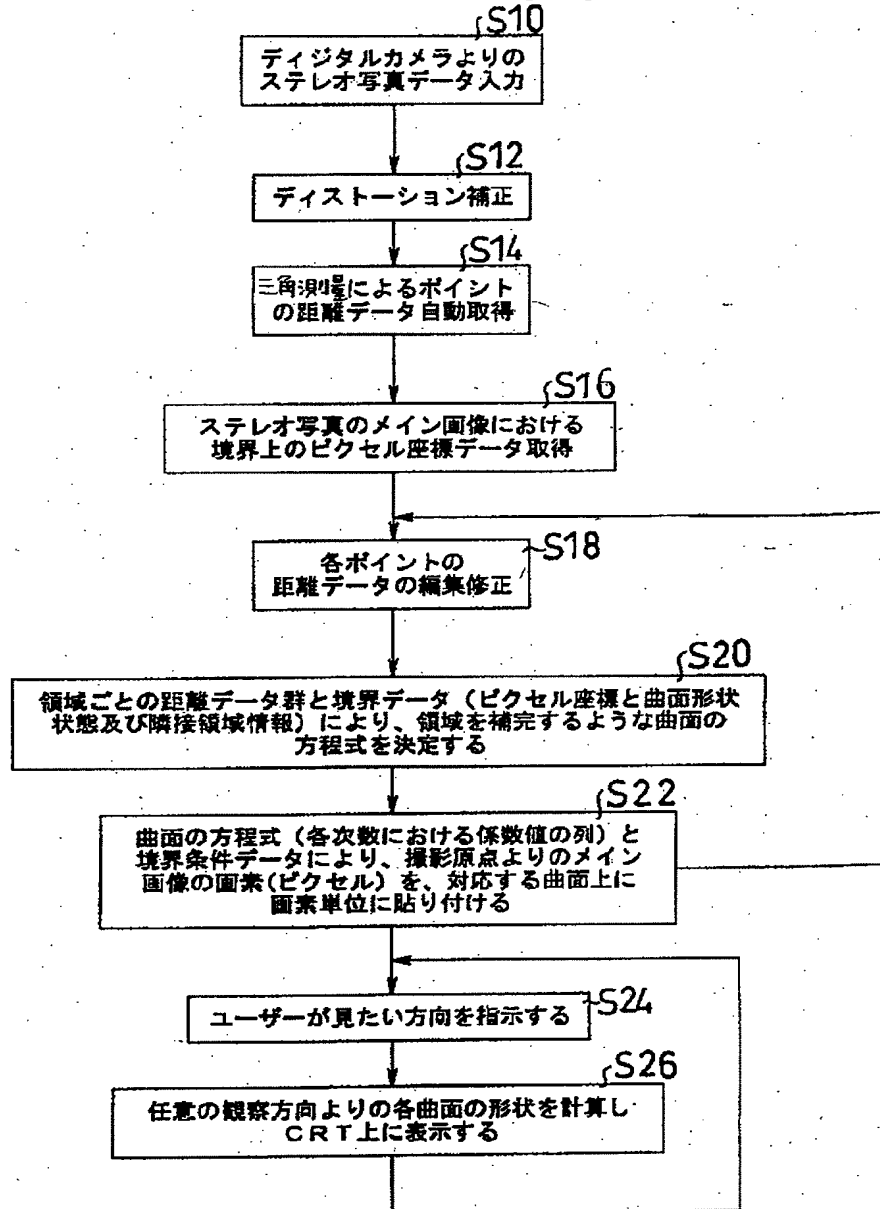 S10
ディジタルカメラよりの
ステレオ写真データ入力
S12
ディストーション補正
S14
三角測量によるポイント
の距離データ自動取得
S16
ステレオ写真のメイン画像における
境界上のピクセル座標データ取得
S18
各ポイントの
距離データの編集修正
S20
領域ごとの距離データ群と境界データ(ピクセル座標と曲面形状
状態及び隣接領域情報)により、領域を補完するような曲面の
方程式を決定する
S22
曲面の方程式(各次数における係数値の列)と
境界条件データにより、撮影原点よりのメイン
画像の画素(ピクセル)を、対応する曲面上に
画素単位に貼り付ける
S24
ユーザーが見たい方向を指示する
S26
任意の観察方向よりの各曲面の形状を計算し
CRT上に表示する